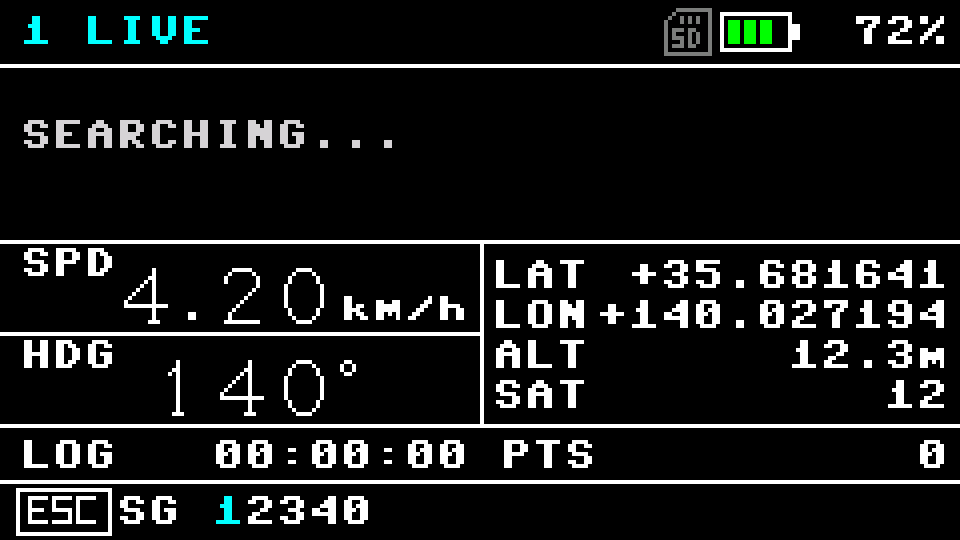 1 LIVE SD 72%
SEARCHING...
SPD 4.20 km/h
HDG 140°
LAT +35.681641
LON +140.027194
ALT 12.3m
SAT 12
LOG 00:00:00 PTS 0
ESC SG 12340